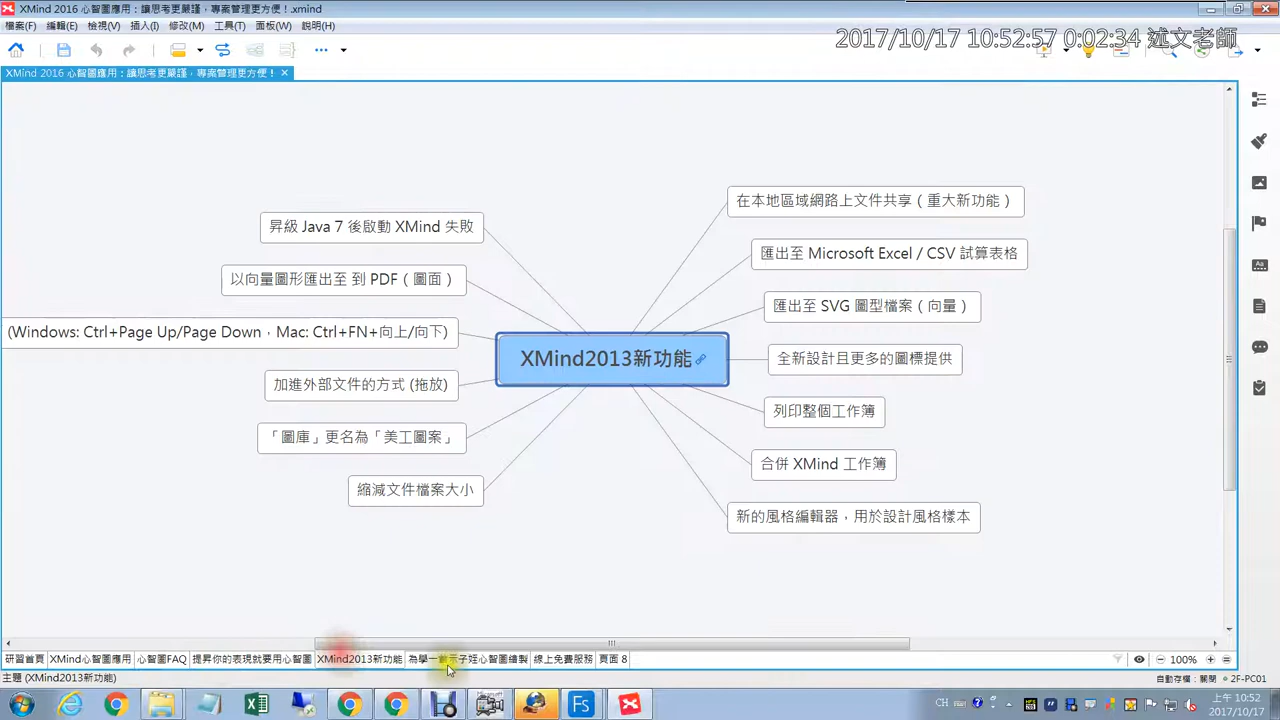 XMind 2016 心智圖應用：讓思考更嚴謹，專案管理更方便！.xmind
檔案(F) 編輯(E) 檢視(V) 插入(I) 修改(M) 工具(T) 面板(W) 說明(H)
2017/10/17 10:52:57 0:02:34 述文老師
XMind 2016 心智圖應用：讓思考更嚴謹，專案管理更方便！
在本地區域網路上文件共享（重大新功能）
昇級 Java 7 後啟動 XMind 失敗
匯出至 Microsoft Excel / CSV 試算表格
以向量圖形匯出至 到 PDF（圖面）
匯出至 SVG 圖型檔案（向量）
(Windows: Ctrl+Page Up/Page Down，Mac: Ctrl+FN+向上/向下)
XMind2013新功能
全新設計且更多的圖標提供
加進外部文件的方式 (拖放)
列印整個工作簿
「圖庫」更名為「美工圖案」
合併 XMind 工作簿
縮減文件檔案大小
新的風格編輯器，用於設計風格樣本
研習首頁 XMind心智圖應用 心智圖FAQ 提昇你的表現就要用心智圖 XMind2013新功能 為學一首示子姪心智圖繪製 線上免費服務 頁面 8
100%
主題 (XMind2013新功能)
自動存檔：關閉 2F-PC01
CH
上午 10:52
2017/10/17